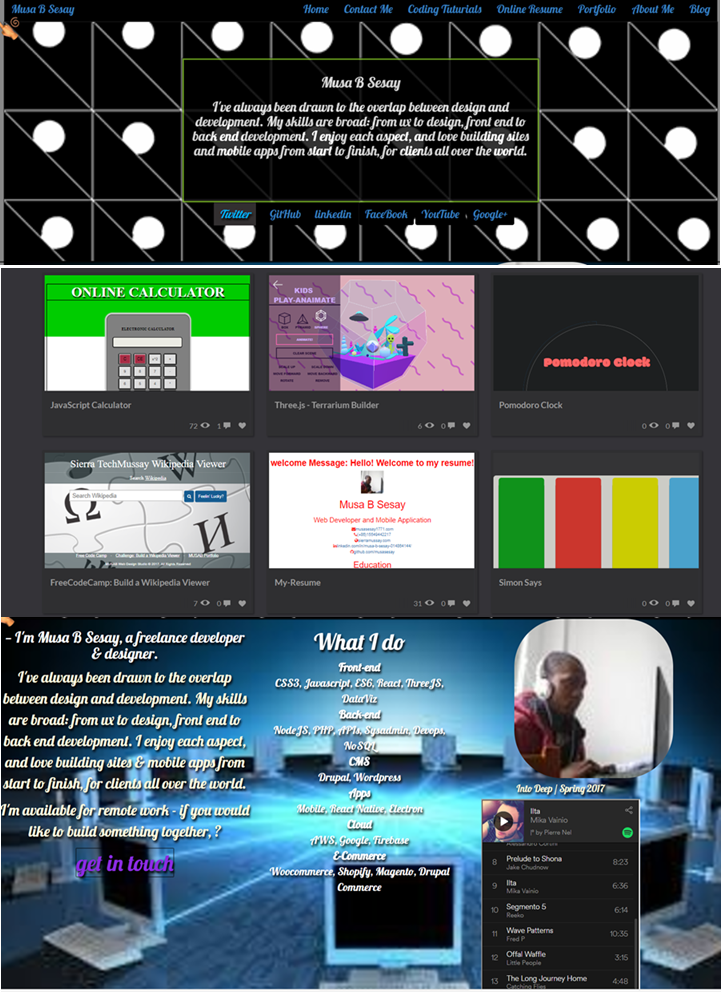 Musa B Sesay
Home Contact Me Coding Tuturials Online Resume Portfolio About Me Blog
Musa B Sesay
I've always been drawn to the overlap between design and
development. My skills are broad: from ux to design, front end to
back end development. I enjoy each aspect, and love building sites
and mobile apps from start to finish, for clients all over the world.
Twitter GitHub linkedin FaceBook YouTube Google+
ONLINE CALCULATOR
ELECTRONIC CALCULATOR
JavaScript Calculator
72 1
KIDS
PLAY-ANAIMATE
CLEAR SCENE
Three.js - Terrarium Builder
6 0
Pomodoro Clock
Pomodoro Clock
0 0
Sierra TechMussay Wikipedia Viewer
Search Wikipedia
Search Wikipedia
Feelin' Lucky?
FreeCodeCamp: Build a Wikipedia Viewer
7 0
welcome Message: Hello! Welcome to my resume!
Musa B Sesay
Web Developer and Mobile Application
Education
My-Resume
31 0
Simon Says
0 0
– I'm Musa B Sesay, a freelance developer
& designer.
I've always been drawn to the overlap
between design and development. My skills
are broad: from ux to design, front end to
back end development. I enjoy each aspect,
and love building sites & mobile apps from
start to finish, for clients all over the world.
I'm available for remote work - if you would
like to build something together, ?
get in touch
What I do
Front-end
CSS3, Javascript, ES6, React, ThreeJS,
DataViz
Back-end
NodeJS, PHP, APIs, Sysadmin, Devops,
NoSQL
CMS
Drupal, Wordpress
Apps
Mobile, React Native, Electron
Cloud
AWS, Google, Firebase
E-Commerce
Woocommerce, Shopify, Magento, Drupal
Commerce
Into Deep / Spring 2017
Ilta
Mika Vainio
by Pierre Nel
8 Prelude to Shona 8:23
Jake Chudnow
9 Ilta 6:36
Mika Vainio
10 Segmento 5 6:14
Reeko
11 Wave Patterns 10:35
Fred P
12 Offal Waffle 3:15
Little People
13 The Long Journey Home 4:48
Catching Flies